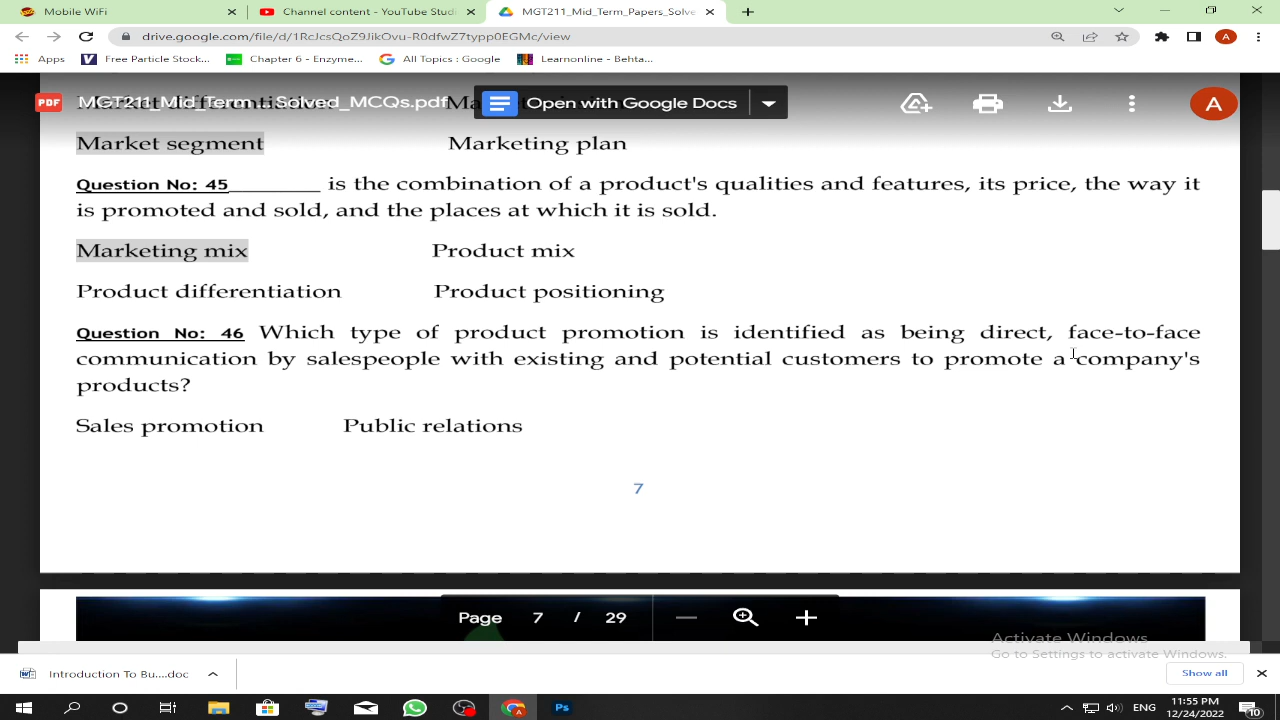 Mobile WiFi
Channel content - YouTube Studi
MGT211_Mid_Term_Papers_Solve
drive.google.com/file/d/1RcJcsQoZ9JikOvu-R0dfwZ7typp0EGMc/view
A
Apps
Free Particle Stock...
Chapter 6 - Enzyme...
All Topics : Google
Learnonline - Behta...
PDF
MGT211_Mid_Term_... Solved_MCQs.pdf
Open with Google Docs
A
Market segment Marketing plan
Question No: 45_________ is the combination of a product's qualities and features, its price, the way it
is promoted and sold, and the places at which it is sold.
Marketing mix Product mix
Product differentiation Product positioning
Question No: 46 Which type of product promotion is identified as being direct, face-to-face
communication by salespeople with existing and potential customers to promote a company's
products?
Sales promotion Public relations
7
Page 7 / 29
Activate Windows
Go to Settings to activate Windows.
Introduction To Bu....doc
Show all
ENG
11:55 PM
12/24/2022
10
Ps